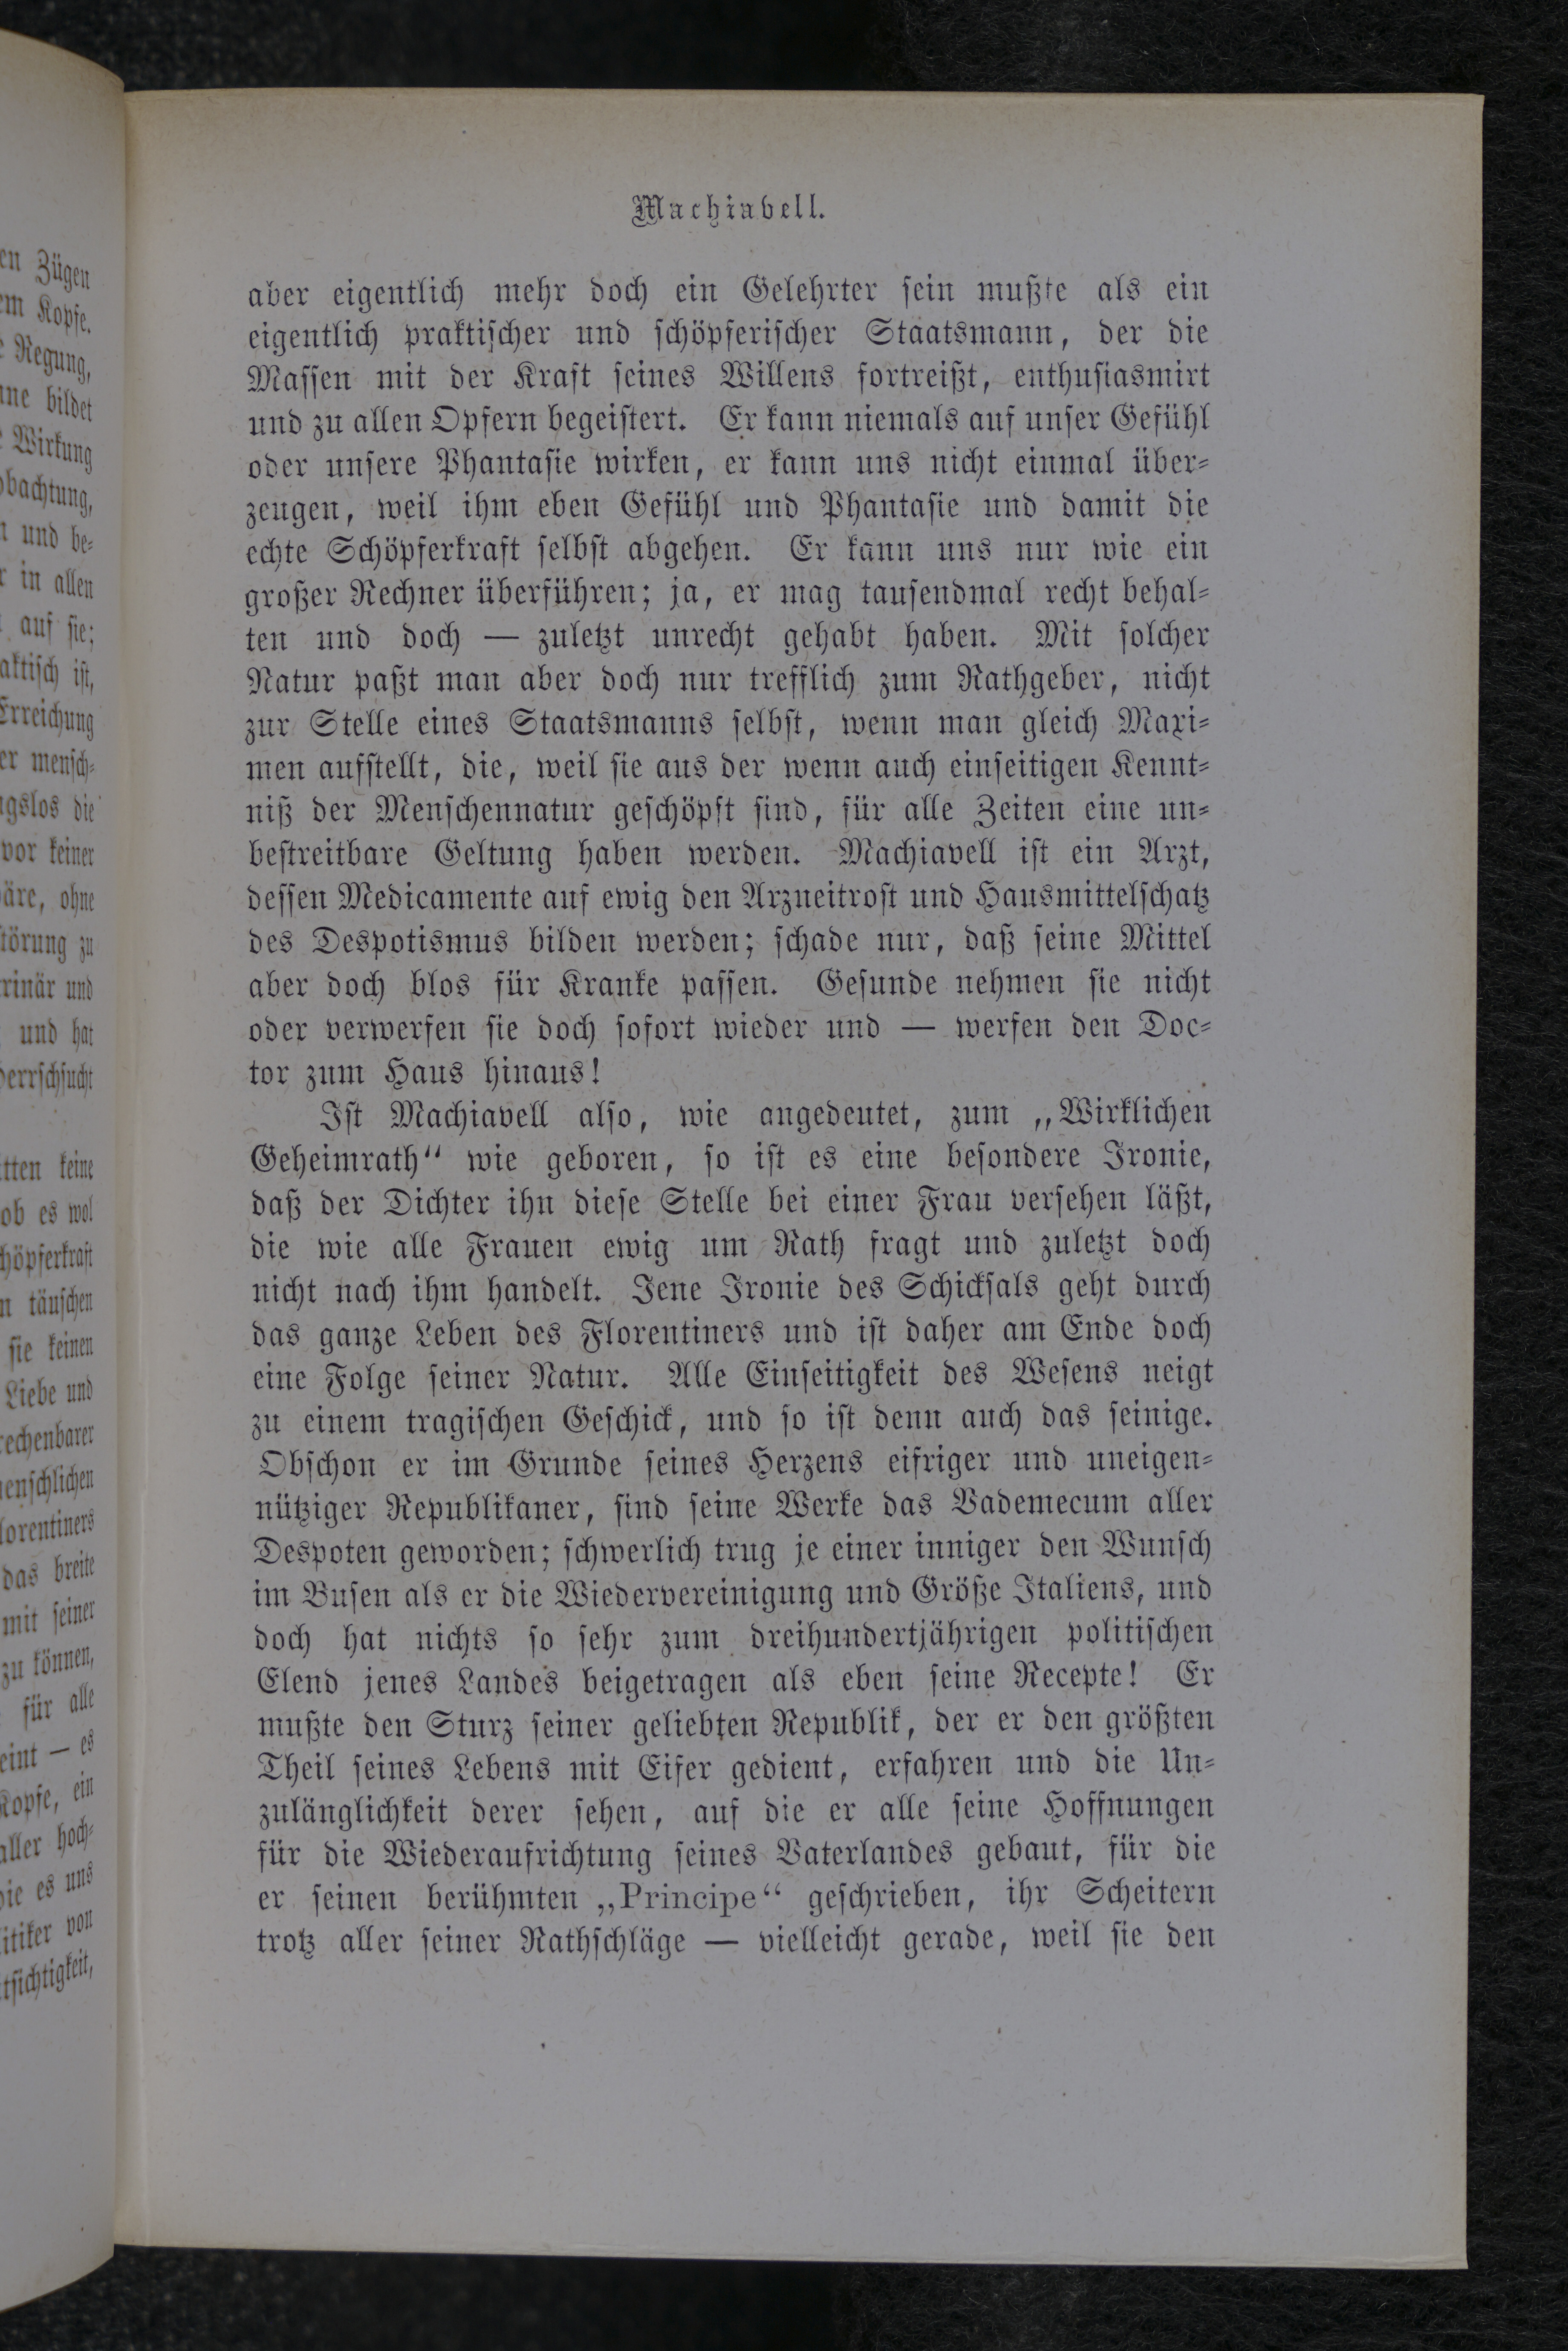 Machiavell.
aber eigentlich mehr doch ein Gelehrter sein mußte als ein
eigentlich praktischer und schöpferischer Staatsmann, der die
Massen mit der Kraft seines Willens fortreißt, enthusiasmirt
und zu allen Opfern begeistert. Er kann niemals auf unser Gefühl
oder unsere Phantasie wirken, er kann uns nicht einmal über-
zeugen, weil ihm eben Gefühl und Phantasie und damit die
echte Schöpferkraft selbst abgehen. Er kann uns nur wie ein
großer Rechner überführen; ja, er mag tausendmal recht behal-
ten und doch — zuletzt unrecht gehabt haben. Mit solcher
Natur paßt man aber doch nur trefflich zum Rathgeber, nicht
zur Stelle eines Staatsmanns selbst, wenn man gleich Maxi-
men aufstellt, die, weil sie aus der wenn auch einseitigen Kennt-
niß der Menschennatur geschöpft sind, für alle Zeiten eine un-
bestreitbare Geltung haben werden. Machiavell ist ein Arzt,
dessen Medicamente auf ewig den Arzneitrost und Hausmittelschatz
des Despotismus bilden werden; schade nur, daß seine Mittel
aber doch blos für Kranke passen. Gesunde nehmen sie nicht
oder verwerfen sie doch sofort wieder und — werfen den Doc-
tor zum Haus hinaus!
Ist Machiavell also, wie angedeutet, zum „Wirklichen
Geheimrath“ wie geboren, so ist es eine besondere Ironie,
daß der Dichter ihn diese Stelle bei einer Frau versehen läßt,
die wie alle Frauen ewig um Rath fragt und zuletzt doch
nicht nach ihm handelt. Jene Ironie des Schicksals geht durch
das ganze Leben des Florentiners und ist daher am Ende doch
eine Folge seiner Natur. Alle Einseitigkeit des Wesens neigt
zu einem tragischen Geschick, und so ist denn auch das seinige.
Obschon er im Grunde seines Herzens eifriger und uneigen-
nütziger Republikaner, sind seine Werke das Vademecum aller
Despoten geworden; schwerlich trug je einer inniger den Wunsch
im Busen als er die Wiedervereinigung und Größe Italiens, und
doch hat nichts so sehr zum dreihundertjährigen politischen
Elend jenes Landes beigetragen als eben seine Recepte! Er
mußte den Sturz seiner geliebten Republik, der er den größten
Theil seines Lebens mit Eifer gedient, erfahren und die Un-
zulänglichkeit derer sehen, auf die er alle seine Hoffnungen
für die Wiederaufrichtung seines Vaterlandes gebaut, für die
er seinen berühmten „Principe“ geschrieben, ihr Scheitern
trotz aller seiner Rathschläge — vielleicht gerade, weil sie den